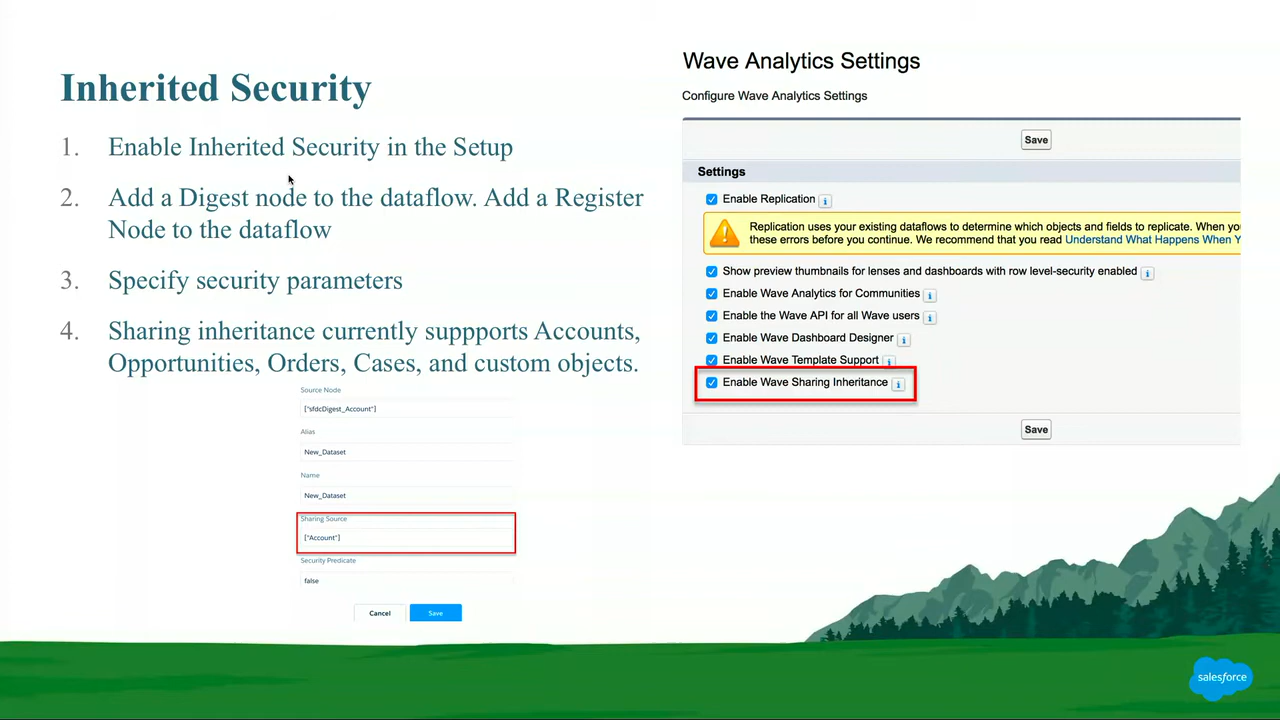 Inherited Security
1. Enable Inherited Security in the Setup
2. Add a Digest node to the dataflow. Add a Register
Node to the dataflow
3. Specify security parameters
4. Sharing inheritance currently suppports Accounts,
Opportunities, Orders, Cases, and custom objects.
Source Node
["sfdcDigest_Account"]
Alias
New_Dataset
Name
New_Dataset
Sharing Source
["Account"]
Security Predicate
false
Cancel Save
Wave Analytics Settings
Configure Wave Analytics Settings
Save
Settings
Enable Replication
Replication uses your existing dataflows to determine which objects and fields to replicate. When you
these errors before you continue. We recommend that you read Understand What Happens When Y
Show preview thumbnails for lenses and dashboards with row level-security enabled
Enable Wave Analytics for Communities
Enable the Wave API for all Wave users
Enable Wave Dashboard Designer
Enable Wave Template Support
Enable Wave Sharing Inheritance
Save
salesforce